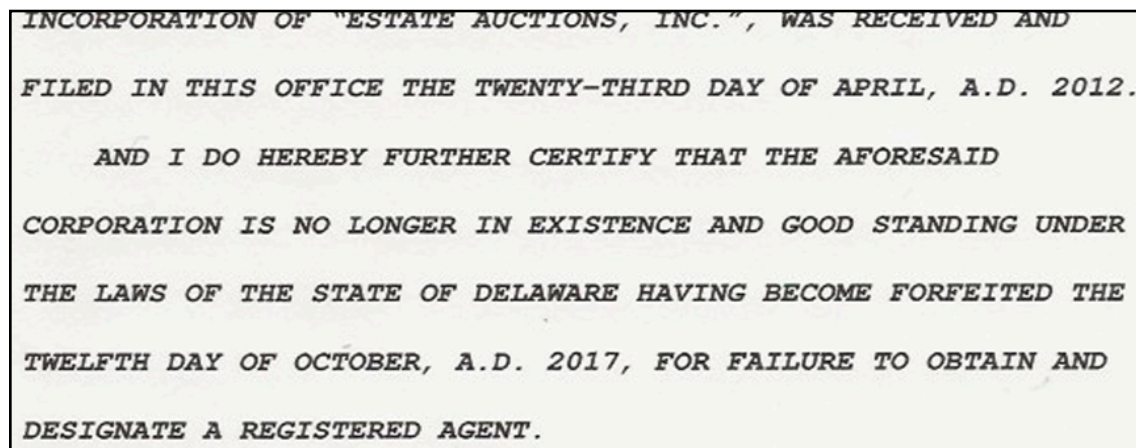 INCORPORATION OF "ESTATE AUCTIONS, INC.", WAS RECEIVED AND
FILED IN THIS OFFICE THE TWENTY-THIRD DAY OF APRIL, A.D. 2012.
AND I DO HEREBY FURTHER CERTIFY THAT THE AFORESAID
CORPORATION IS NO LONGER IN EXISTENCE AND GOOD STANDING UNDER
THE LAWS OF THE STATE OF DELAWARE HAVING BECOME FORFEITED THE
TWELFTH DAY OF OCTOBER, A.D. 2017, FOR FAILURE TO OBTAIN AND
DESIGNATE A REGISTERED AGENT.